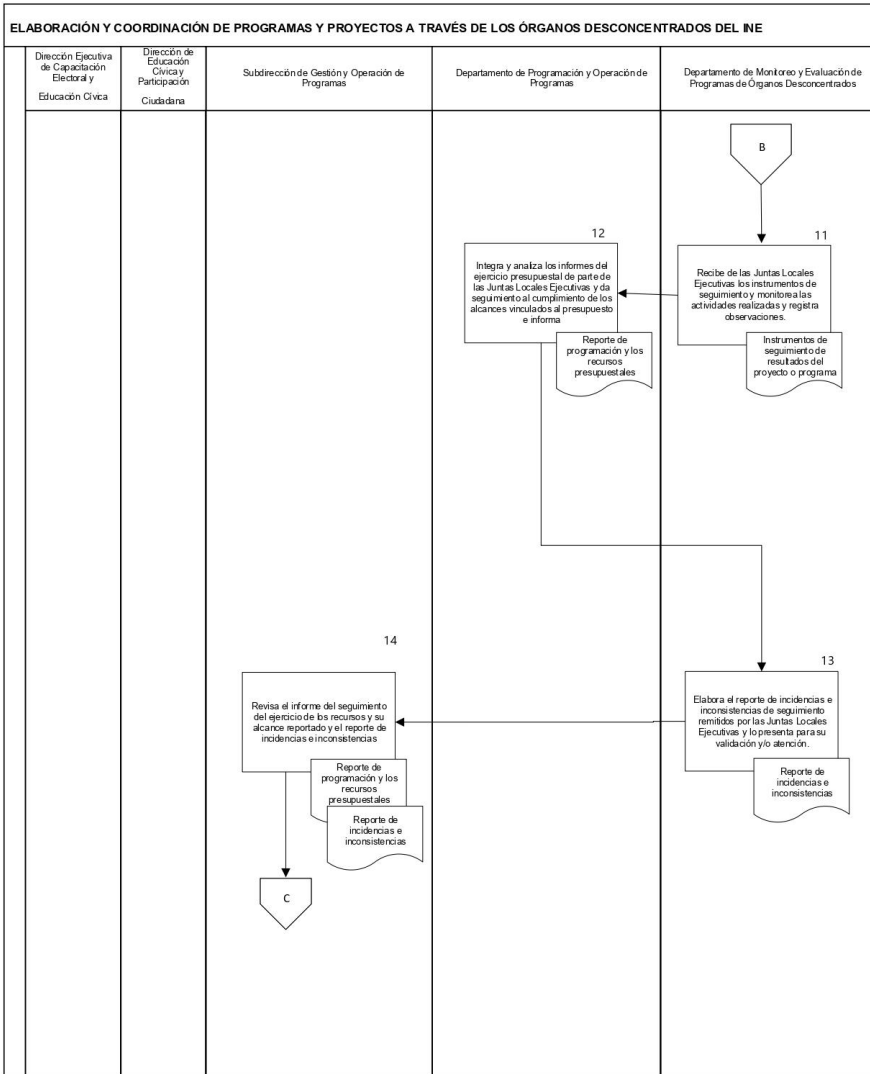 ELABORACIÓN Y COORDINACIÓN DE PROGRAMAS Y PROYECTOS A TRAVÉS DE LOS ÓRGANOS DESCONCENTRADOS DEL INE
Dirección Ejecutiva
de Capacitación
Electoral y
Educación Cívica
Dirección de
Educación
Cívica y
Participación
Ciudadana
Subdirección de Gestión y Operación de
Programas
Departamento de Programación y Operación de
Programas
Departamento de Monitoreo y Evaluación de
Programas de Órganos Desconcentrados
B
11
Recibe de las Juntas Locales
Ejecutivas los instrumentos de
seguimiento y monitorea las
actividades realizadas y registra
observaciones.
Instrumentos de
seguimiento de
resultados del
proyecto o programa
12
Integra y analiza los informes del
ejercicio presupuestal de parte de
las Juntas Locales Ejecutivas y da
seguimiento al cumplimiento de los
alcances vinculados al presupuesto
e informa
Reporte de
programación y los
recursos
presupuestales
13
Elabora el reporte de incidencias e
inconsistencias de seguimiento
remitidos por las Juntas Locales
Ejecutivas y lo presenta para su
validación y/o atención.
Reporte de
incidencias e
inconsistencias
14
Revisa el informe del seguimiento
del ejercicio de los recursos y su
alcance reportado y el reporte de
incidencias e inconsistencias
Reporte de
programación y los
recursos
presupuestales
Reporte de
incidencias e
inconsistencias
C